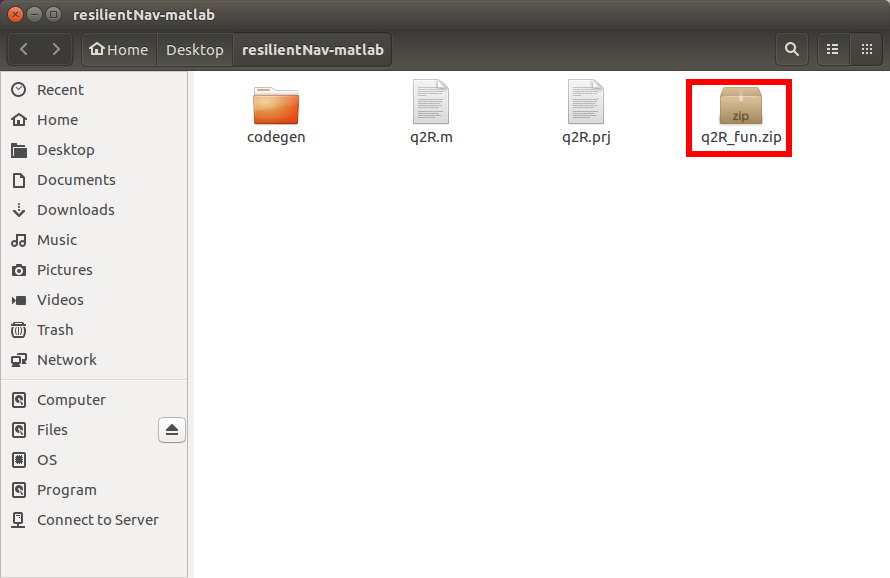 resilientNav-matlab
Home Desktop resilientNav-matlab
Recent
Home
Desktop
Documents
Downloads
Music
Pictures
Videos
Trash
Network
Computer
Files
OS
Program
Connect to Server
codegen
q2R.m
q2R.prj
zip
q2R_fun.zip